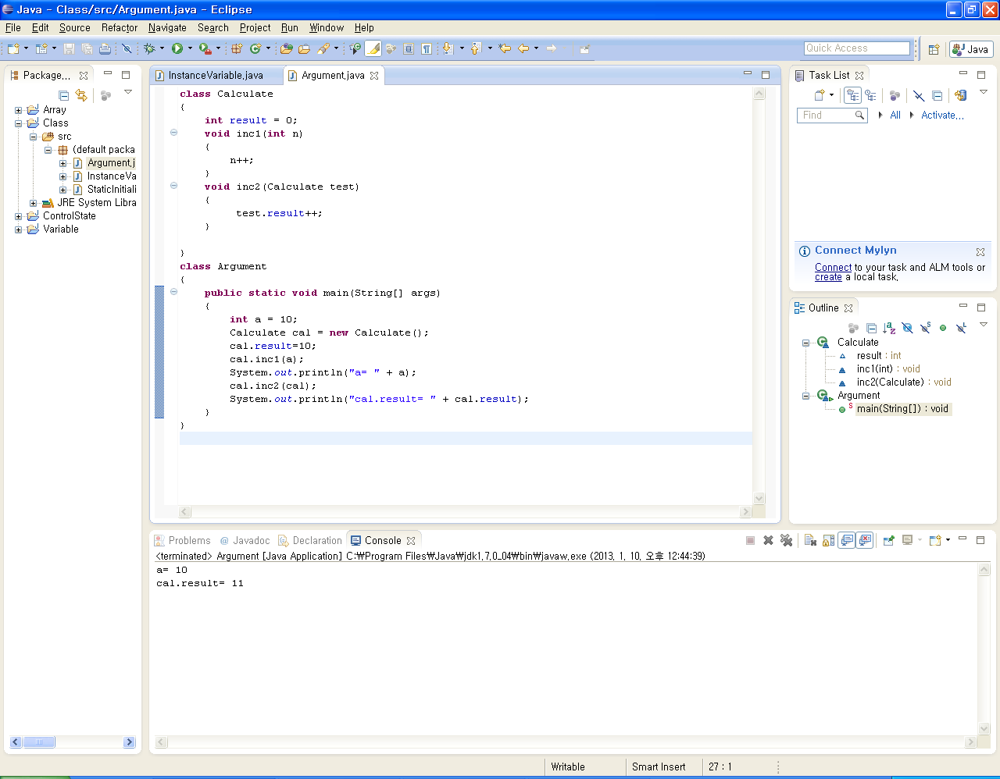 Java - Class/src/Argument.java - Eclipse
File Edit Source Refactor Navigate Search Project Run Window Help
Quick Access
Java
Package...
Array
Class
src
(default packa
Argument.j
InstanceVa
StaticInitiali
JRE System Libra
ControlState
Variable
InstanceVariable.java
Argument.java
class Calculate
{
int result = 0;
void inc1(int n)
{
n++;
}
void inc2(Calculate test)
{
test.result++;
}
}
class Argument
{
public static void main(String[] args)
{
int a = 10;
Calculate cal = new Calculate();
cal.result=10;
cal.inc1(a);
System.out.println("a= " + a);
cal.inc2(cal);
System.out.println("cal.result= " + cal.result);
}
}
Task List
Find
All
Activate...
Connect Mylyn
Connect to your task and ALM tools or
create a local task.
Outline
Calculate
result : int
inc1(int) : void
inc2(Calculate) : void
Argument
main(String[]) : void
Problems @ Javadoc Declaration Console
<terminated> Argument [Java Application] C:₩Program Files₩Java₩jdk1.7.0_04₩bin₩javaw.exe (2013. 1. 10. 오후 12:44:39)
a= 10
cal.result= 11
Writable
Smart Insert
27 : 1